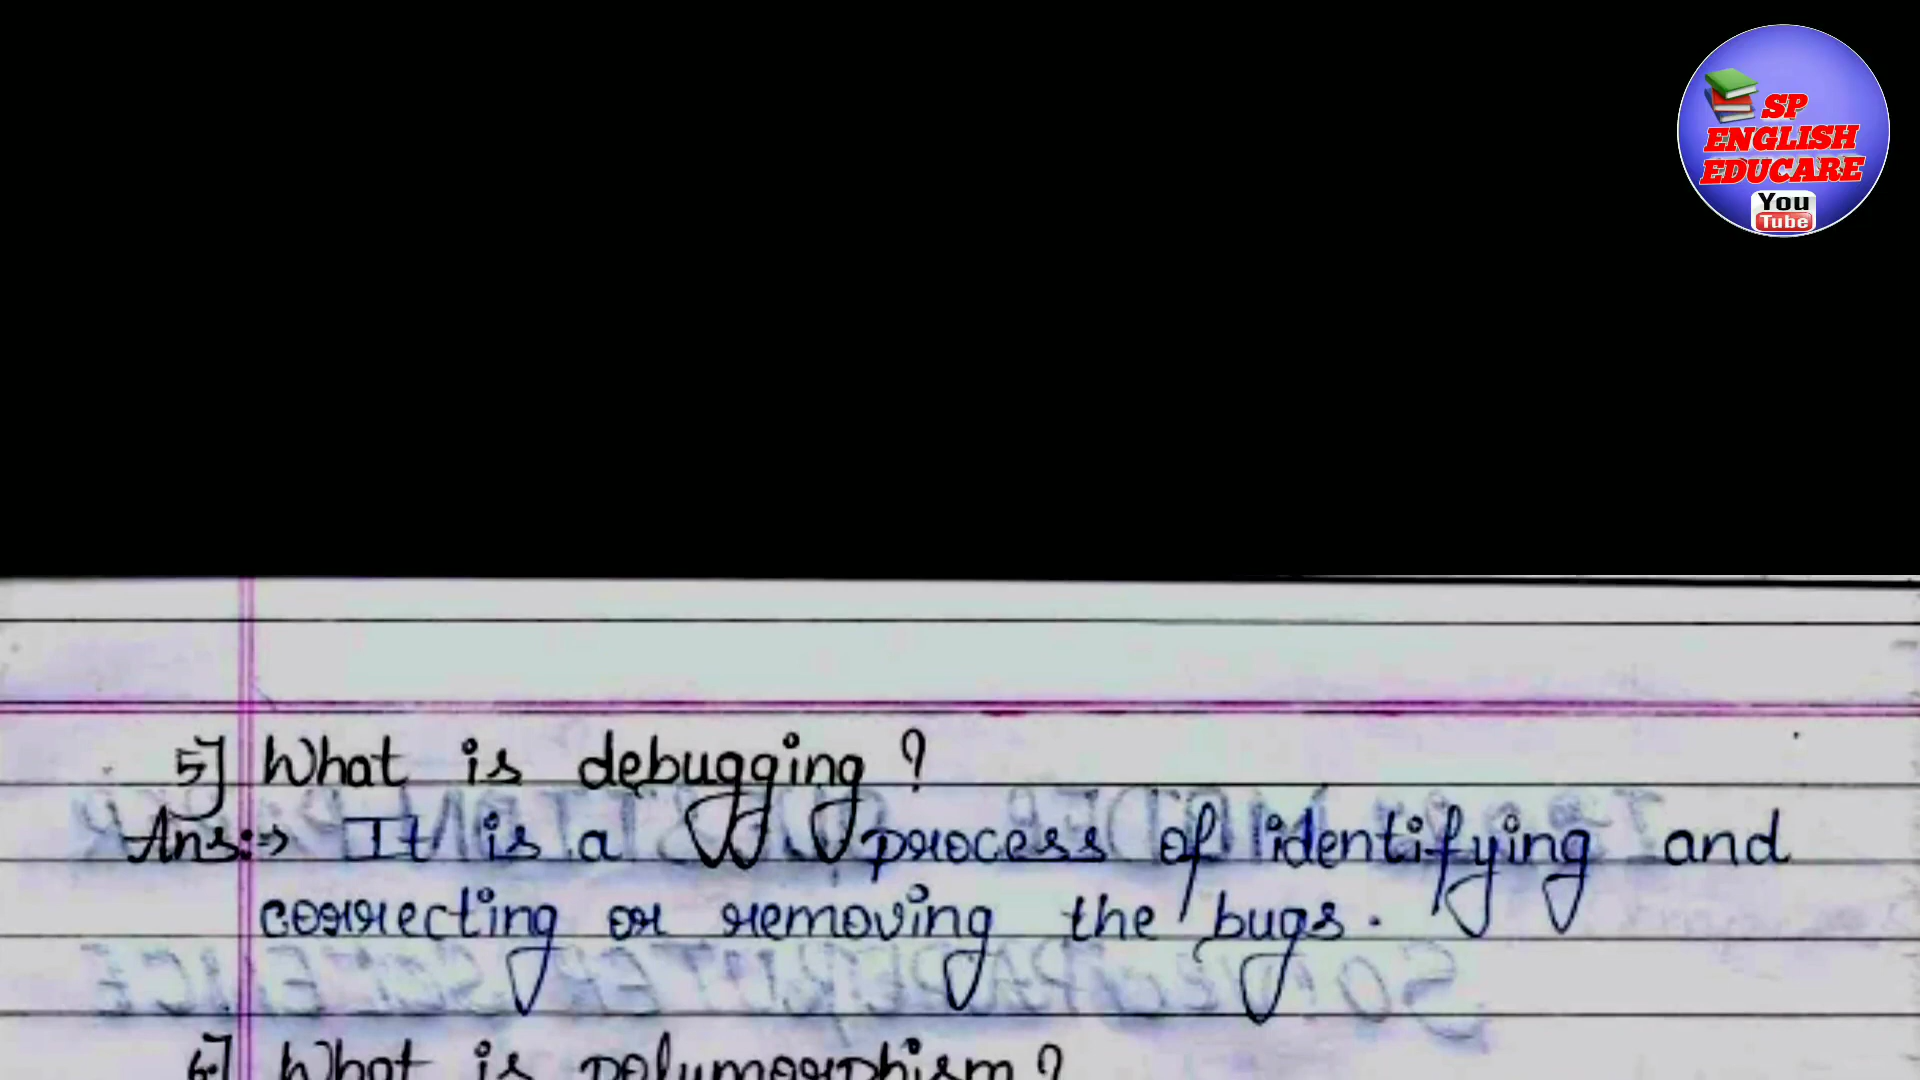 SP
ENGLISH
EDUCARE
You
Tube
5] What is debugging ?
Ans:→ It is a process of identifying and
correcting or removing the bugs.
6] What is polymorphism ?